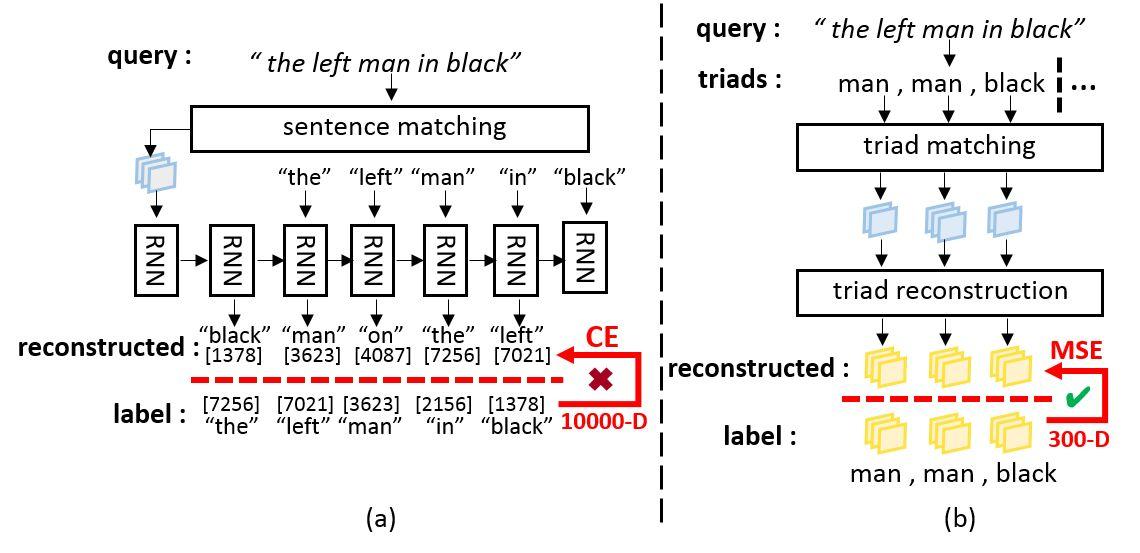 query :
“ the left man in black”
sentence matching
“the” “left” “man” “in” “black”
RNN RNN RNN RNN RNN RNN RNN
“black” “man” “on” “the” “left”
reconstructed :
[1378] [3623] [4087] [7256] [7021]
CE
✖
label :
[7256] [7021] [3623] [2156] [1378]
“the” “left” “man” “in” “black”
10000-D
(a)
query :
“ the left man in black”
triads :
man , man , black ...
triad matching
triad reconstruction
reconstructed :
MSE
✔
label :
300-D
man , man , black
(b)